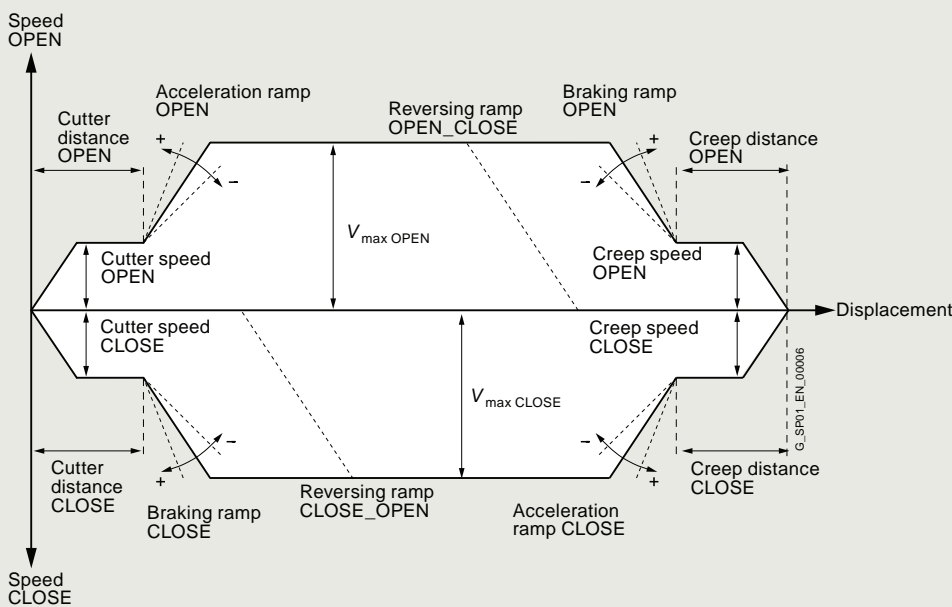 Speed
OPEN
Acceleration ramp
OPEN
Braking ramp
OPEN
Cutter
distance
OPEN
Reversing ramp
OPEN_CLOSE
Creep distance
OPEN
+
+
–
–
V max OPEN
Cutter speed
OPEN
Creep speed
OPEN
Displacement
Cutter speed
CLOSE
Creep speed
CLOSE
G_SP01_EN_00006
V max CLOSE
–
–
+
+
Cutter
distance
CLOSE
Creep distance
CLOSE
Reversing ramp
CLOSE_OPEN
Braking ramp
CLOSE
Acceleration
ramp CLOSE
Speed
CLOSE